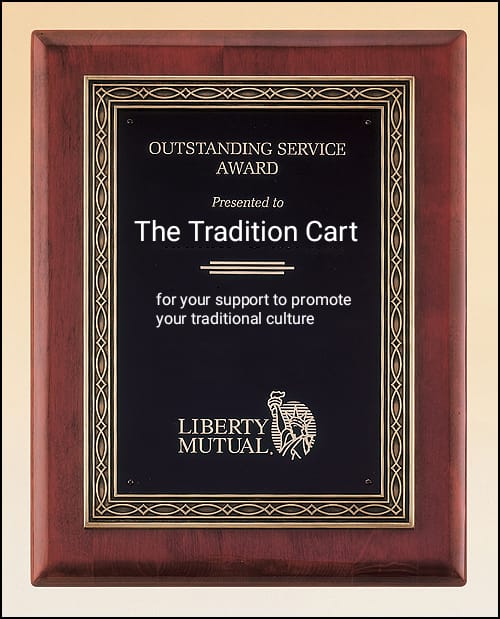 OUTSTANDING SERVICE
AWARD
Presented to
The Tradition Cart
for your support to promote
your traditional culture
LIBERTY
MUTUAL.